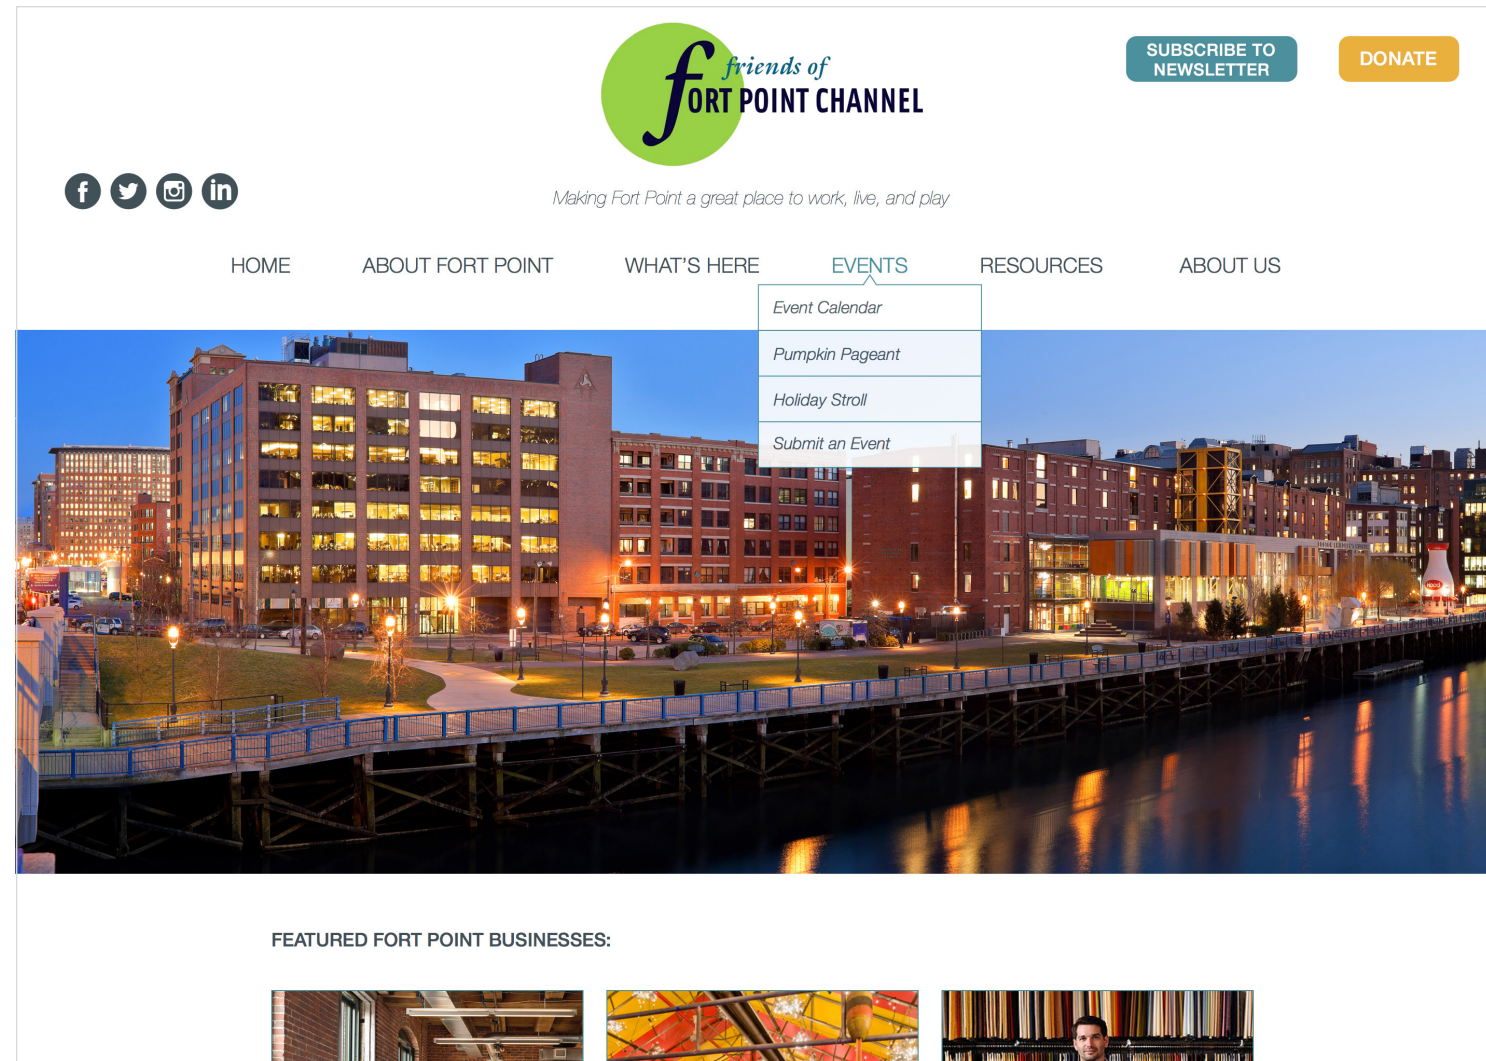 friends of
FORT POINT CHANNEL
SUBSCRIBE TO
NEWSLETTER
DONATE
Making Fort Point a great place to work, live, and play
HOME
ABOUT FORT POINT
WHAT'S HERE
EVENTS
RESOURCES
ABOUT US
Event Calendar
Pumpkin Pageant
Holiday Stroll
Submit an Event
HOOD
FEATURED FORT POINT BUSINESSES: